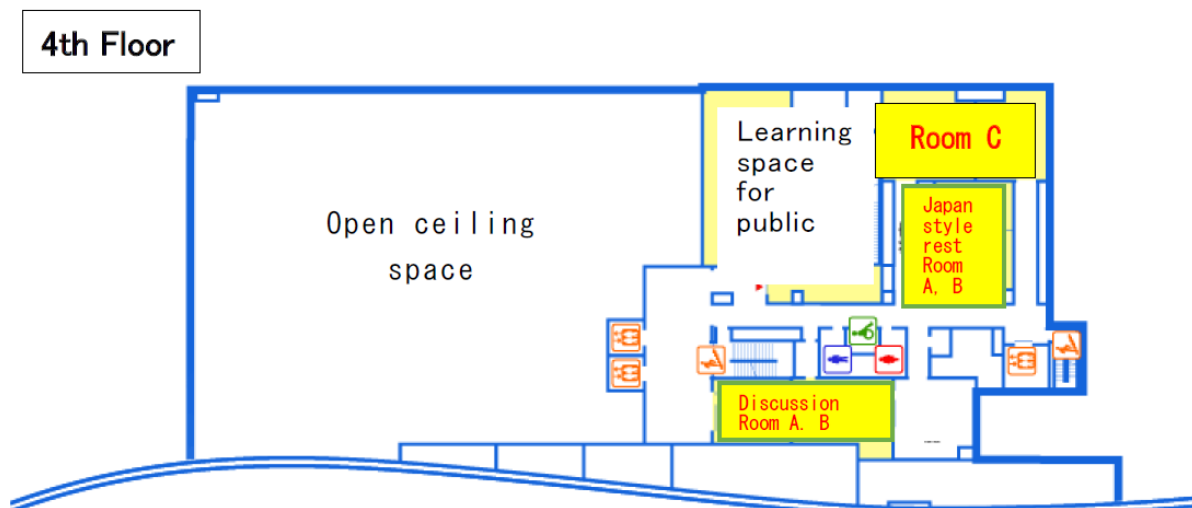 4th Floor
Open ceiling
space
Learning
space
for
public
Room C
Japan
style
rest
Room
A, B
Discussion
Room A. B